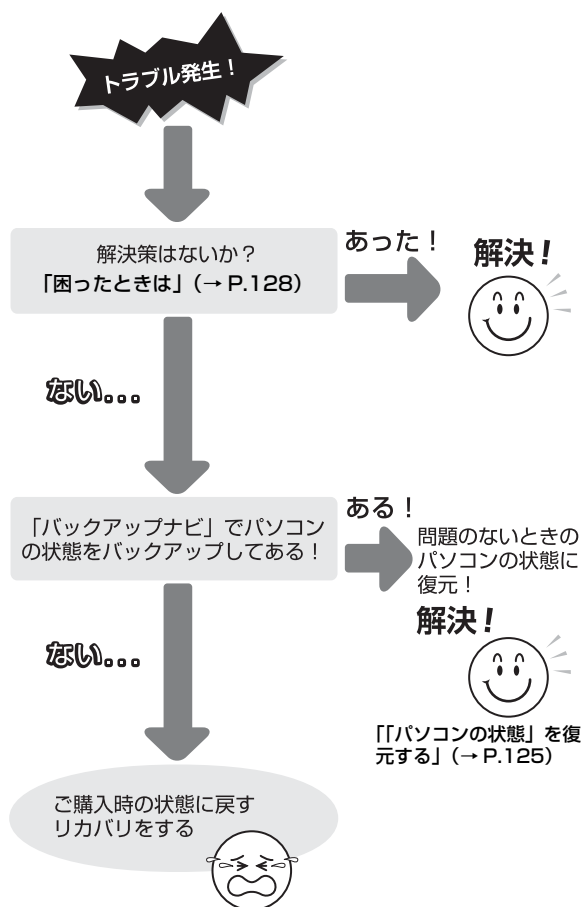 トラブル発生！
解決策はないか？
「困ったときは」（→ P.128）
あった！
解決！
ない...
「バックアップナビ」でパソコン
の状態をバックアップしてある！
ある！
問題のないときの
パソコンの状態に
復元！
解決！
「「パソコンの状態」を復
元する」（→ P.125）
ない...
ご購入時の状態に戻す
リカバリをする